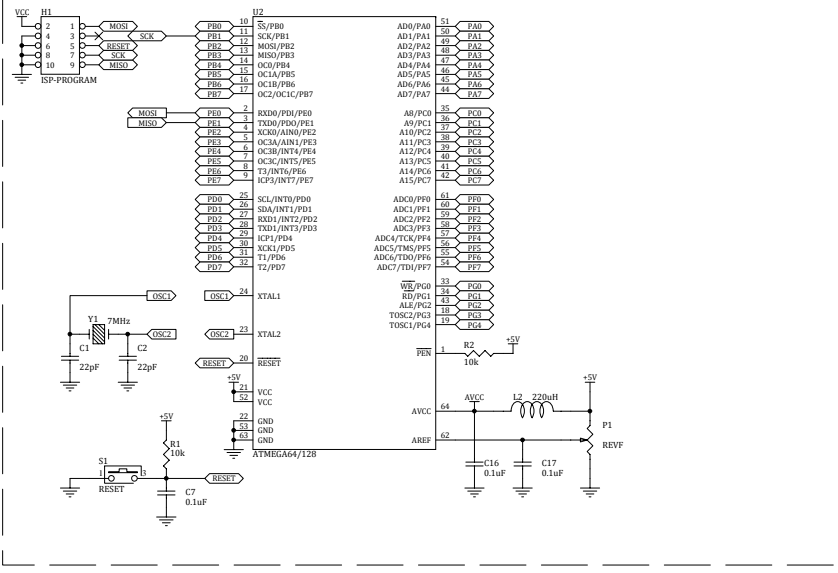 VCC
H1
2 1 MOSI
4 3 SCK
6 5 RESET
8 7 SCK
10 9 MISO
ISP-PROGRAM
U2
PB0 10 SS/PB0
PB1 11 SCK/PB1
PB2 12 MOSI/PB2
PB3 13 MISO/PB3
PB4 14 OC0/PB4
PB5 15 OC1A/PB5
PB6 16 OC1B/PB6
PB7 17 OC2/OC1C/PB7
MOSI PE0 2 RXD0/PDI/PE0
MISO PE1 3 TXD0/PDO/PE1
PE2 4 XCK0/AIN0/PE2
PE3 5 OC3A/AIN1/PE3
PE4 6 OC3B/INT4/PE4
PE5 7 OC3C/INT5/PE5
PE6 8 T3/INT6/PE6
PE7 9 ICP3/INT7/PE7
PD0 25 SCL/INT0/PD0
PD1 26 SDA/INT1/PD1
PD2 27 RXD1/INT2/PD2
PD3 28 TXD1/INT3/PD3
PD4 29 ICP1/PD4
PD5 30 XCK1/PD5
PD6 31 T1/PD6
PD7 32 T2/PD7
OSC1 OSC1 24 XTAL1
Y1 7MHz
OSC2 OSC2 23 XTAL2
C1 C2
22pF 22pF
RESET 20 RESET
+5V
21 VCC
52 VCC
22 GND
53 GND
63 GND
AD0/PA0 51 PA0
AD1/PA1 50 PA1
AD2/PA2 49 PA2
AD3/PA3 48 PA3
AD4/PA4 47 PA4
AD5/PA5 46 PA5
AD6/PA6 45 PA6
AD7/PA7 44 PA7
A8/PC0 35 PC0
A9/PC1 36 PC1
A10/PC2 37 PC2
A11/PC3 38 PC3
A12/PC4 39 PC4
A13/PC5 40 PC5
A14/PC6 41 PC6
A15/PC7 42 PC7
ADC0/PF0 61 PF0
ADC1/PF1 60 PF1
ADC2/PF2 59 PF2
ADC3/PF3 58 PF3
ADC4/TCK/PF4 57 PF4
ADC5/TMS/PF5 56 PF5
ADC6/TDO/PF6 55 PF6
ADC7/TDI/PF7 54 PF7
WR/PG0 33 PG0
RD/PG1 34 PG1
ALE/PG2 43 PG2
TOSC2/PG3 18 PG3
TOSC1/PG4 19 PG4
PEN 1
R2
10k
+5V
AVCC 64
AVCC
L2 220uH
+5V
AREF 62
P1
REVF
C16
0.1uF
C17
0.1uF
ATMEGA64/128
+5V
R1
10k
S1
1 3
RESET
RESET
C7
0.1uF